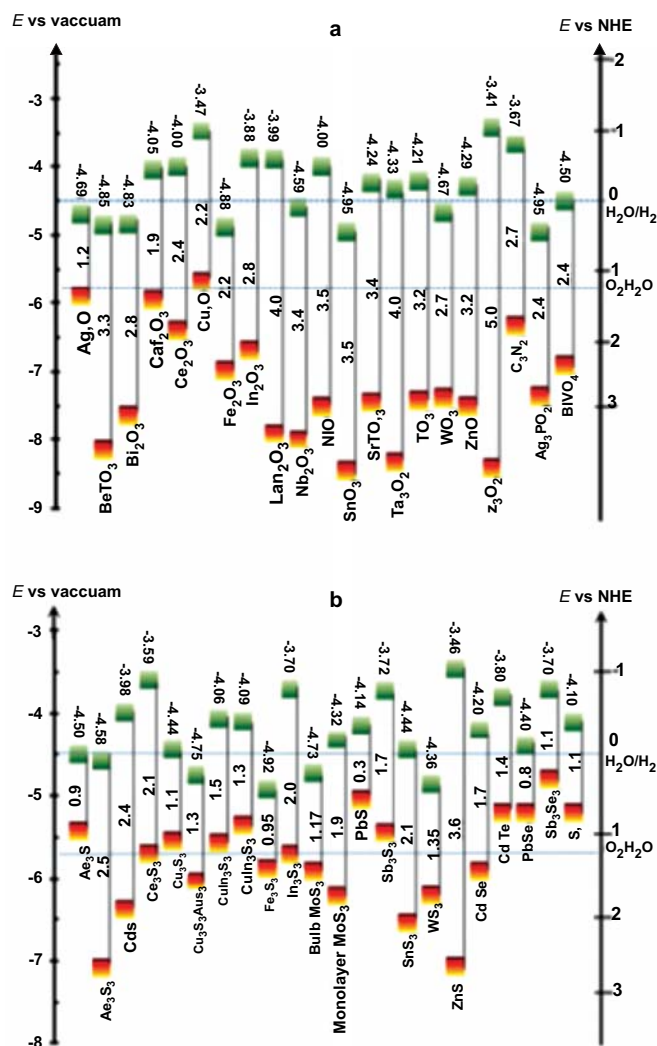 E vs vaccuam
a
E vs NHE
2
-3
-4
-5
-6
-7
-8
-9
-1
0
H2O/H2
1
O2H2O
2
3
-4.69
-4.85
-4.83
-4.05
-4.00
-3.47
-4.88
-3.88
-3.99
-4.59
-4.00
-4.95
-4.24
-4.33
-4.21
-4.67
-4.29
-3.41
-3.67
-4.95
-4.50
1.2
3.3
2.8
1.9
2.4
2.2
2.2
2.8
4.0
3.4
3.5
3.5
3.4
4.0
3.2
2.7
3.2
5.0
2.7
2.4
2.4
Ag,O
BeTO3
Bi2O3
Caf2O3
Ce2O3
Cu,O
Fe2O3
In2O3
Lan2O3
Nb2O3
NIO
SnO3
SrTO,3
Ta3O2
TO3
WO3
ZnO
z3O2
C3N2
Ag3PO2
BIVO4
E vs vaccuam
b
E vs NHE
-3
-4
-5
-6
-7
-8
-1
0
H2O/H2
1
O2H2O
2
3
-4.50
-4.58
-3.98
-3.59
-4.44
-4.75
-4.06
-4.09
-4.92
-3.70
-4.73
-4.32
-4.14
-3.72
-4.44
-4.36
-3.46
-4.20
-3.80
-4.40
-3.70
-4.10
0.9
2.5
2.4
2.1
1.1
1.3
1.5
1.3
0.95
2.0
1.17
1.9
0.3
1.7
2.1
1.35
3.6
1.7
1.4
0.8
1.1
1.1
Ae3S
Ae3S3
Cds
Ce3S3
Cu3S3
Cu3S3Aus3
CuIn3S3
CuIn3S3
Fe3S3
In3S3
Bulb MoS3
Monolayer MoS3
PbS
Sb3S3
SnS3
WS3
ZnS
Cd Se
Cd Te
PbSe
Sb3Se3
S,